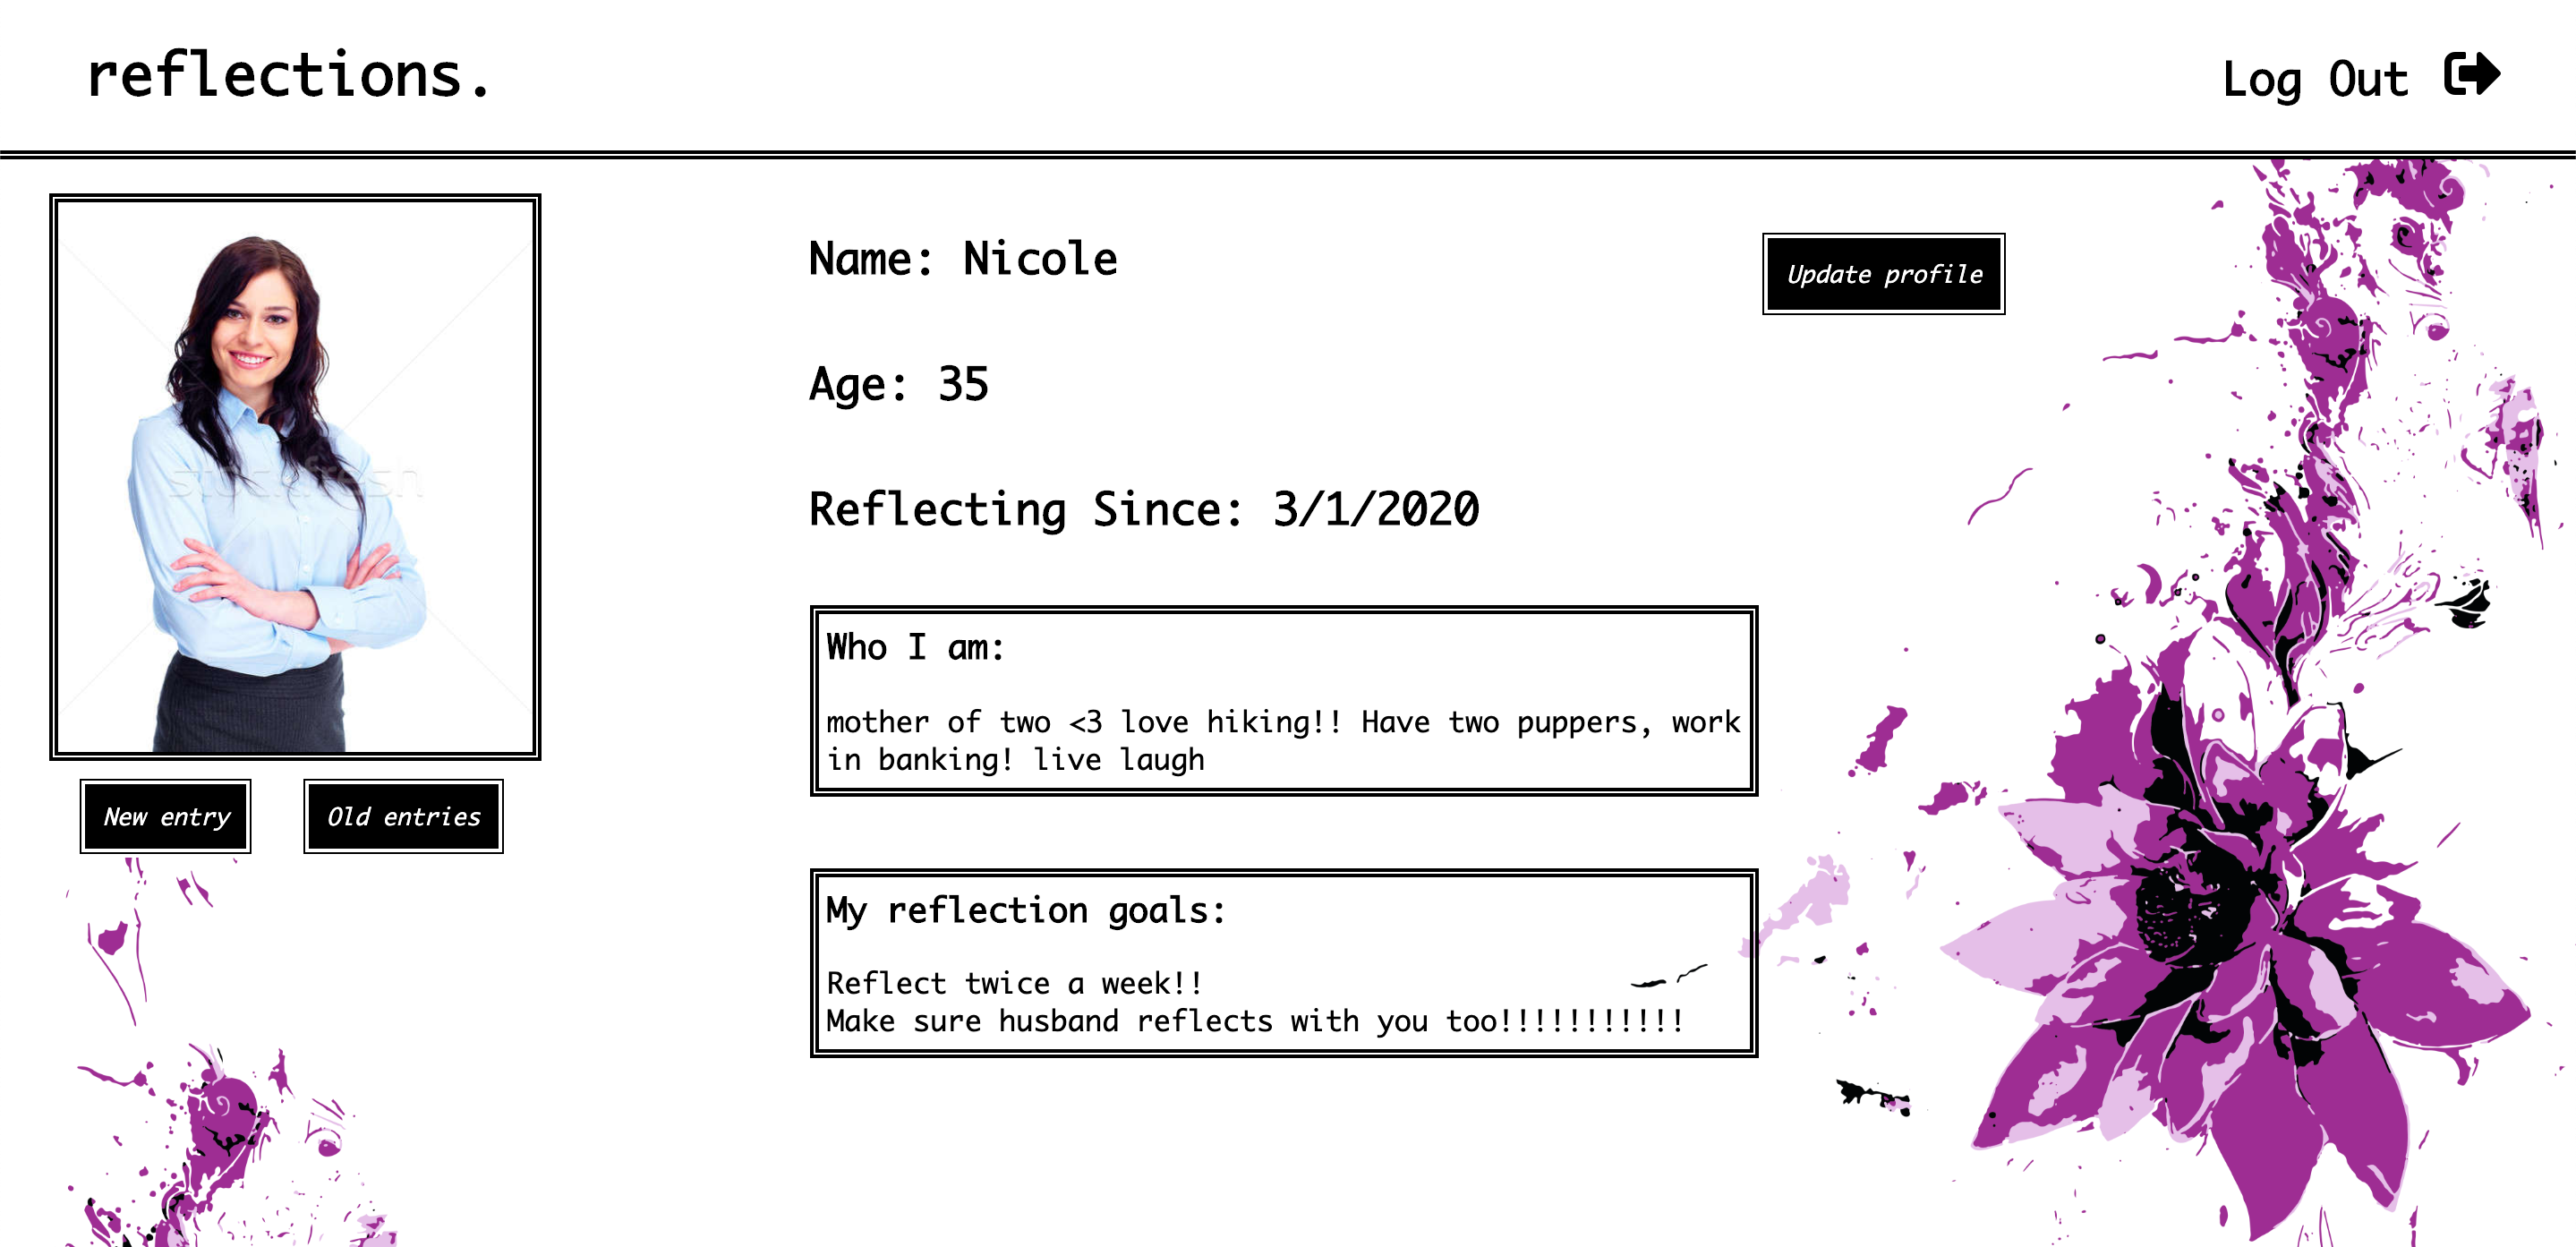 reflections.
Log Out
Name: Nicole
Update profile
Age: 35
stockfresh
Reflecting Since: 3/1/2020
Who I am:
mother of two <3 love hiking!! Have two puppers, work
in banking! live laugh
New entry
Old entries
My reflection goals:
Reflect twice a week!!
Make sure husband reflects with you too!!!!!!!!!!!